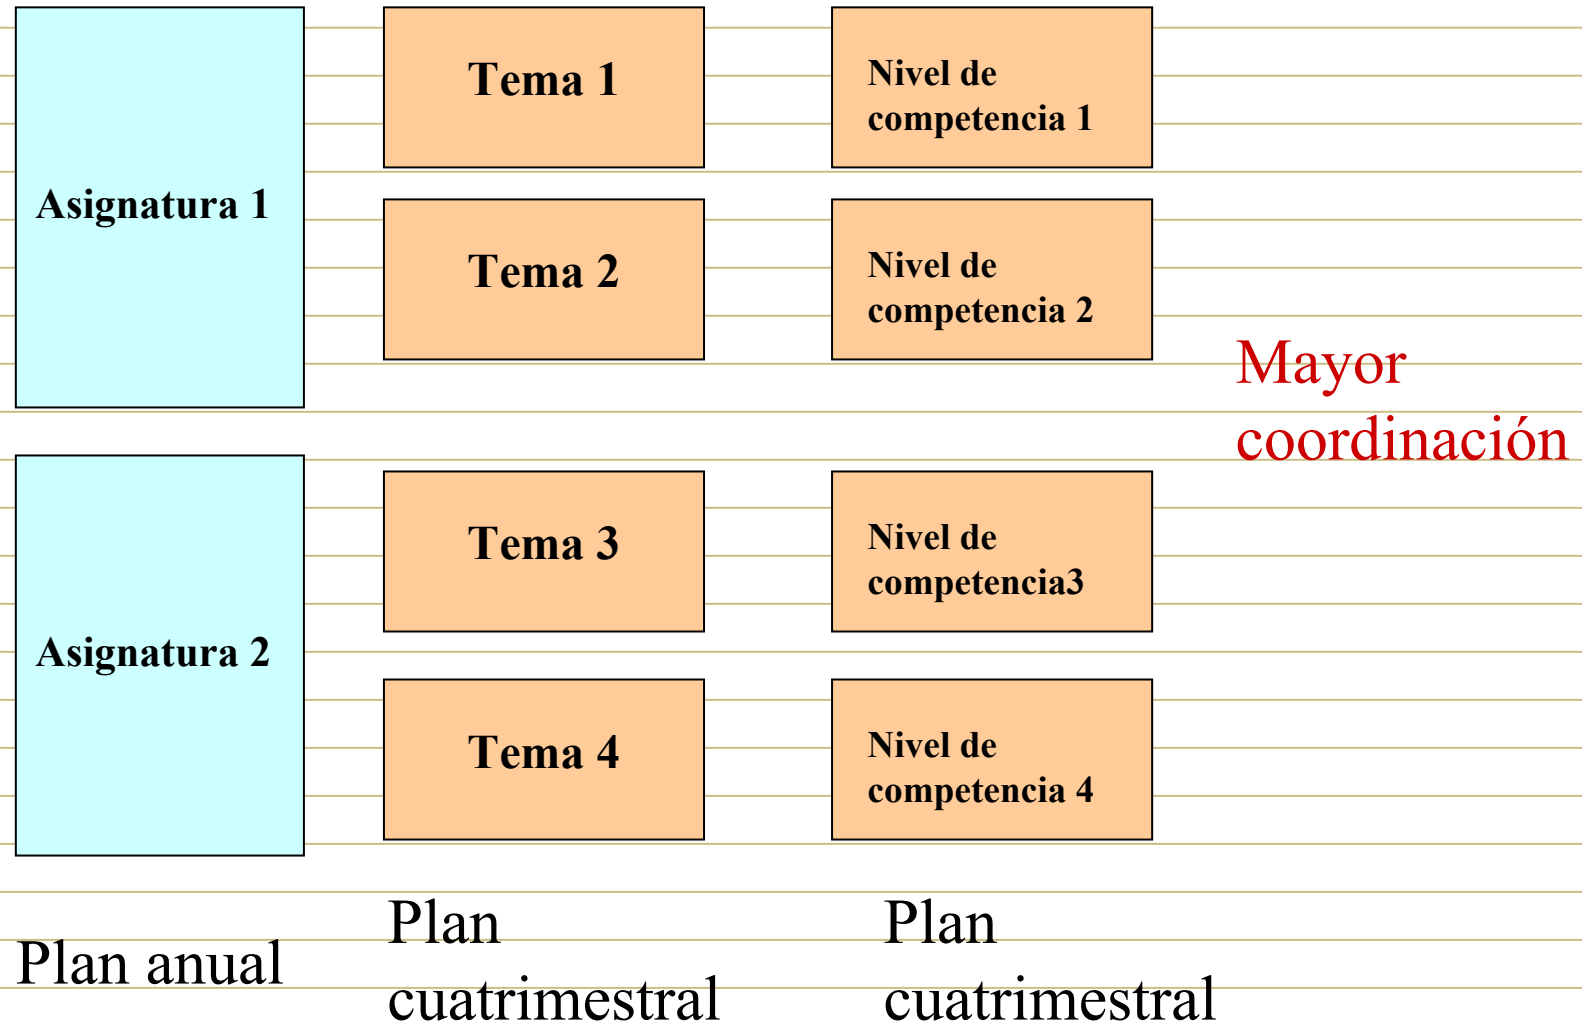 Asignatura 1
Tema 1
Nivel de
competencia 1
Tema 2
Nivel de
competencia 2
Mayor
coordinación
Asignatura 2
Tema 3
Nivel de
competencia3
Tema 4
Nivel de
competencia 4
Plan anual
Plan
cuatrimestral
Plan
cuatrimestral